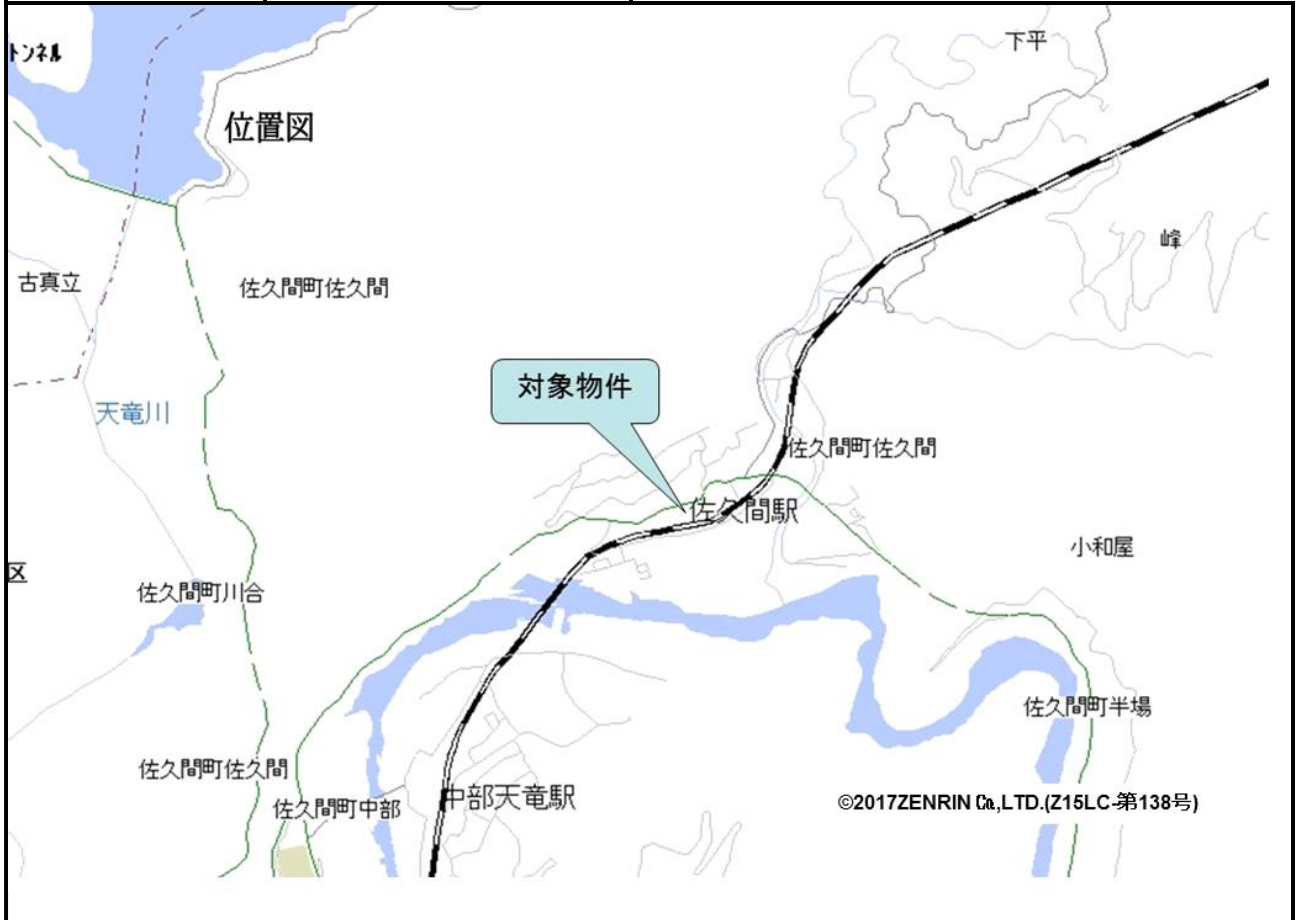 トンネル
下平
位置図
峰
古真立
佐久間町佐久間
対象物件
天竜川
佐久間町佐久間
佐久間駅
小和屋
区
佐久間町川合
佐久間町半場
佐久間町佐久間
佐久間町中部
中部天竜駅
©2017ZENRIN Co,LTD.(Z15LC-第138号)